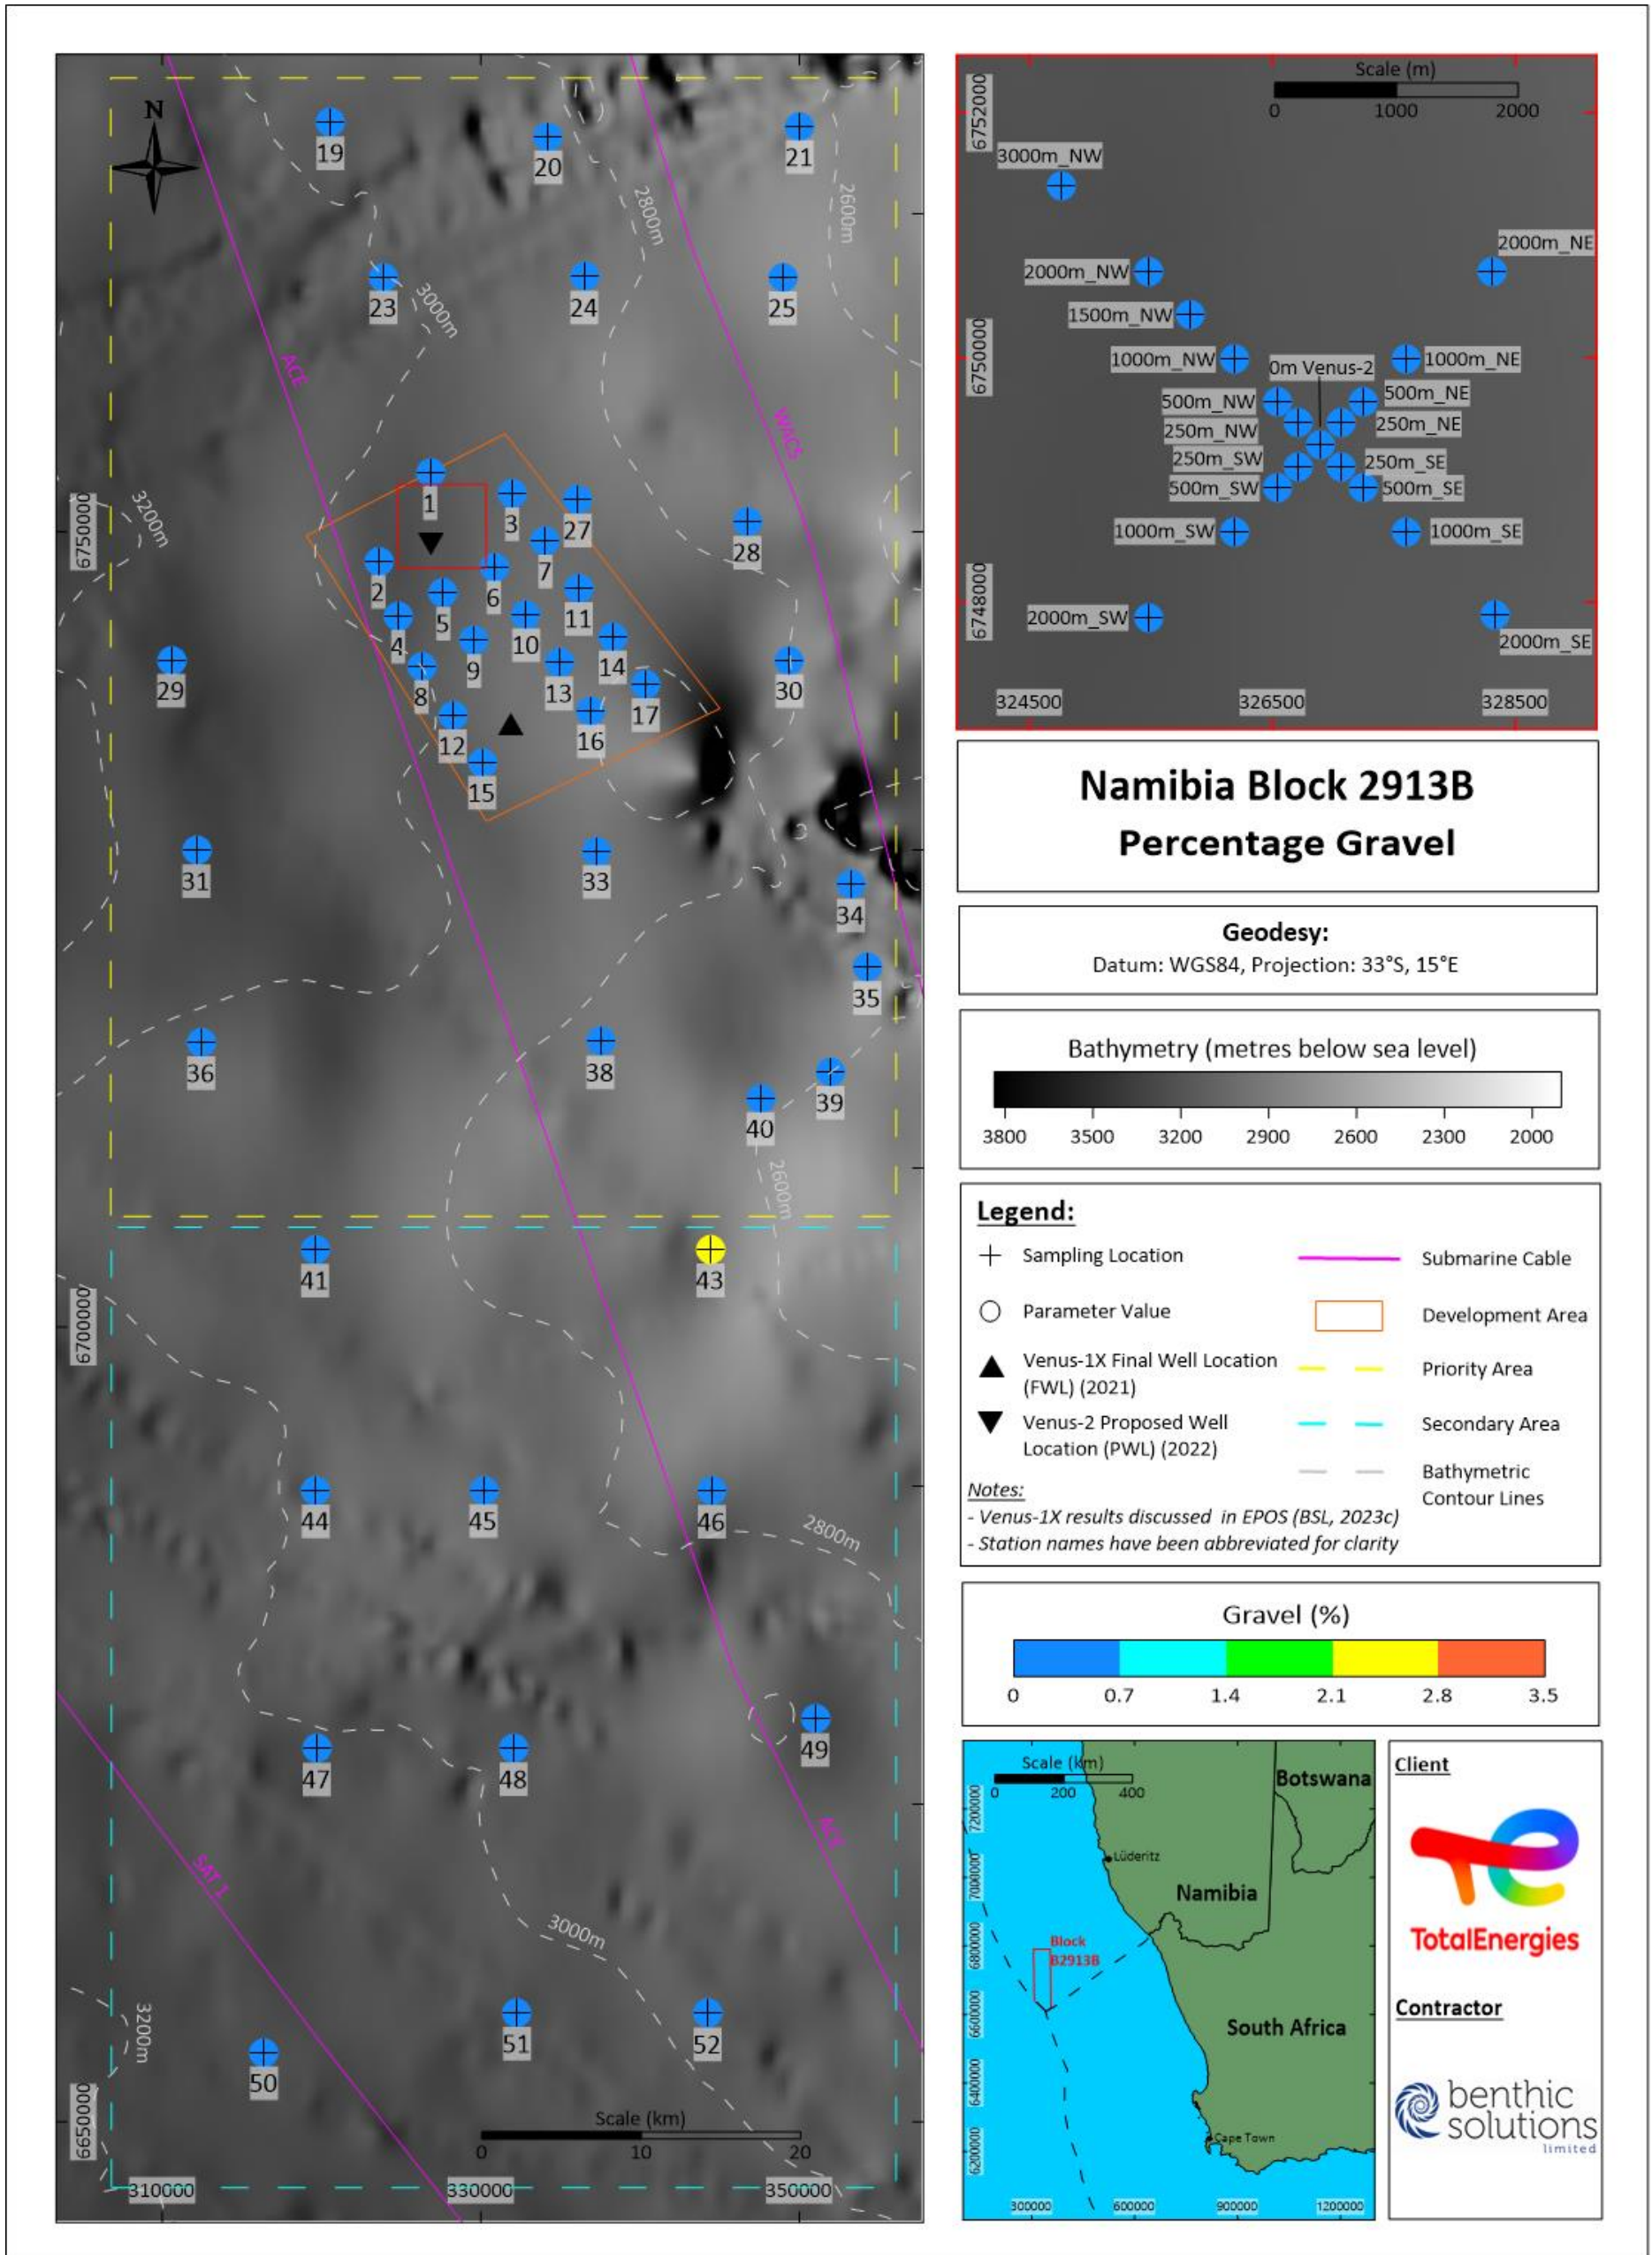 N
19
20
21
2800m
2600m
23
24
25
3000m
ACE
WACS
6750000
3200m
1
3
27
28
2
5
6
7
4
9
10
11
29
8
13
14
30
12
16
17
15
31
33
34
35
36
38
39
40
2600m
41
43
6700000
44
45
46
2800m
47
48
49
ACE
SAT 1
3000m
3200m
51
52
50
6650000
Scale (km)
0 10 20
310000 330000 350000
Scale (m)
0 1000 2000
6752000
3000m_NW
2000m_NE
2000m_NW
1500m_NW
6750000
1000m_NW
0m Venus-2
1000m_NE
500m_NW
500m_NE
250m_NW
250m_NE
250m_SW
250m_SE
500m_SW
500m_SE
1000m_SW
1000m_SE
6748000
2000m_SW
2000m_SE
324500 326500 328500
Namibia Block 2913B
Percentage Gravel
Geodesy:
Datum: WGS84, Projection: 33°S, 15°E
Bathymetry (metres below sea level)
3800 3500 3200 2900 2600 2300 2000
Legend:
Sampling Location
Submarine Cable
Parameter Value
Development Area
Venus-1X Final Well Location
(FWL) (2021)
Priority Area
Venus-2 Proposed Well
Location (PWL) (2022)
Secondary Area
Bathymetric
Contour Lines
Notes:
- Venus-1X results discussed in EPOS (BSL, 2023c)
- Station names have been abbreviated for clarity
Gravel (%)
0 0.7 1.4 2.1 2.8 3.5
Scale (km)
0 200 400
Botswana
7200000
Lüderitz
7000000
Namibia
Block
B2913B
6800000
6600000
South Africa
6400000
Cape Town
6200000
300000 600000 900000 1200000
Client
TotalEnergies
Contractor
benthic
solutions
limited